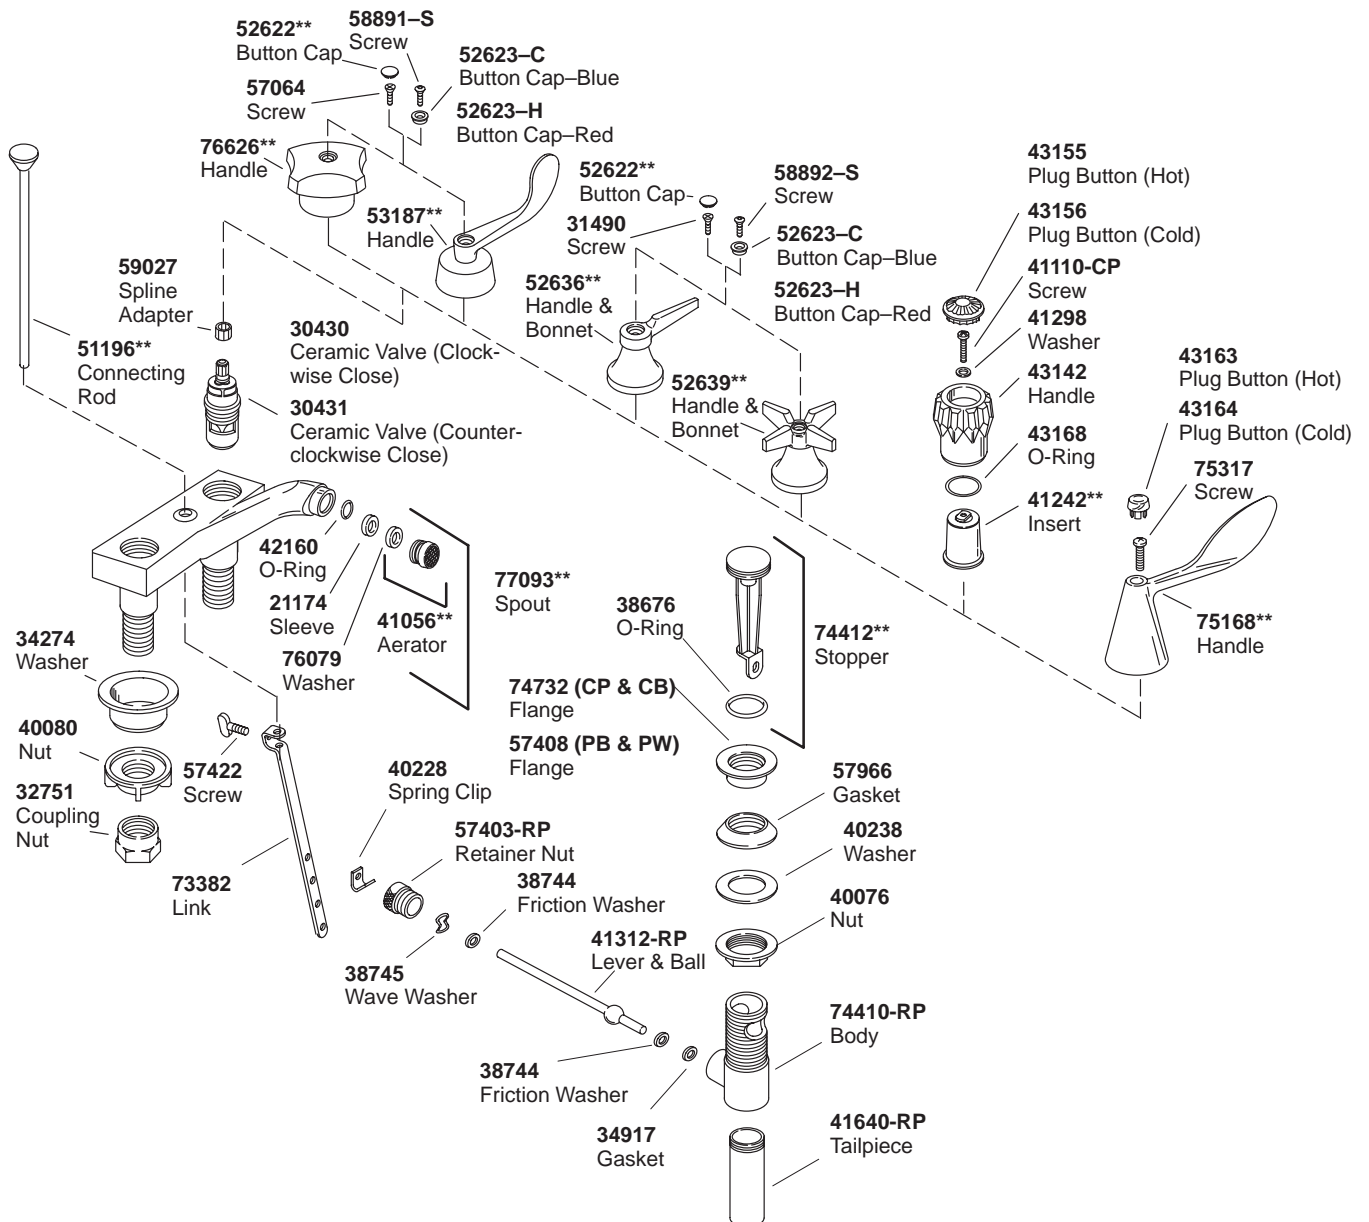 52622**
Button Cap
58891–S
Screw
57064
Screw
52623–C
Button Cap–Blue
52623–H
Button Cap–Red
76626**
Handle
53187**
Handle
59027
Spline
Adapter
51196**
Connecting
Rod
30430
Ceramic Valve (Clock-
wise Close)
30431
Ceramic Valve (Counter-
clockwise Close)
52622**
Button Cap
58892–S
Screw
31490
Screw
52623–C
Button Cap–Blue
52623–H
Button Cap–Red
52636**
Handle &
Bonnet
52639**
Handle &
Bonnet
43155
Plug Button (Hot)
43156
Plug Button (Cold)
41110-CP
Screw
41298
Washer
43142
Handle
43168
O-Ring
41242**
Insert
43163
Plug Button (Hot)
43164
Plug Button (Cold)
75317
Screw
75168**
Handle
42160
O-Ring
21174
Sleeve
76079
Washer
41056**
Aerator
77093**
Spout
34274
Washer
40080
Nut
32751
Coupling
Nut
57422
Screw
73382
Link
40228
Spring Clip
57403-RP
Retainer Nut
38745
Wave Washer
38744
Friction Washer
41312-RP
Lever & Ball
38744
Friction Washer
34917
Gasket
38676
O-Ring
74412**
Stopper
74732 (CP & CB)
Flange
57408 (PB & PW)
Flange
57966
Gasket
40238
Washer
40076
Nut
74410-RP
Body
41640-RP
Tailpiece